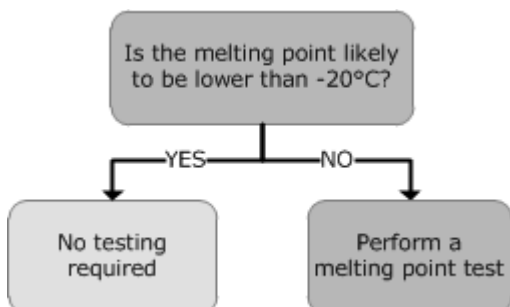 Is the melting point likely
to be lower than -20°C?
YES
NO
No testing
required
Perform a
melting point test